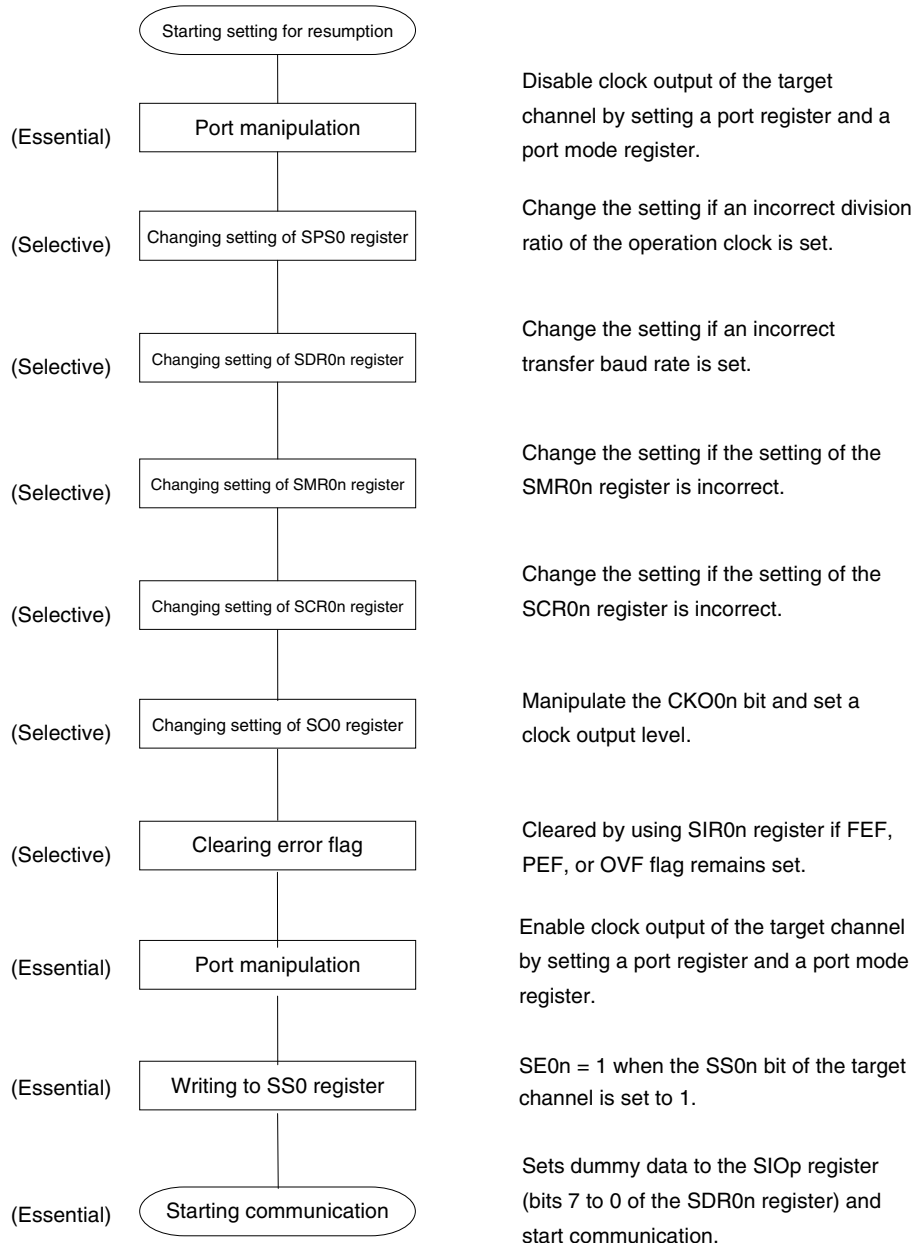 Starting setting for resumption
(Essential)
Port manipulation
Disable clock output of the target
channel by setting a port register and a
port mode register.
(Selective)
Changing setting of SPS0 register
Change the setting if an incorrect division
ratio of the operation clock is set.
(Selective)
Changing setting of SDR0n register
Change the setting if an incorrect
transfer baud rate is set.
(Selective)
Changing setting of SMR0n register
Change the setting if the setting of the
SMR0n register is incorrect.
(Selective)
Changing setting of SCR0n register
Change the setting if the setting of the
SCR0n register is incorrect.
(Selective)
Changing setting of SO0 register
Manipulate the CKO0n bit and set a
clock output level.
(Selective)
Clearing error flag
Cleared by using SIR0n register if FEF,
PEF, or OVF flag remains set.
(Essential)
Port manipulation
Enable clock output of the target channel
by setting a port register and a port mode
register.
(Essential)
Writing to SS0 register
SE0n = 1 when the SS0n bit of the target
channel is set to 1.
(Essential)
Starting communication
Sets dummy data to the SIOp register
(bits 7 to 0 of the SDR0n register) and
start communication.